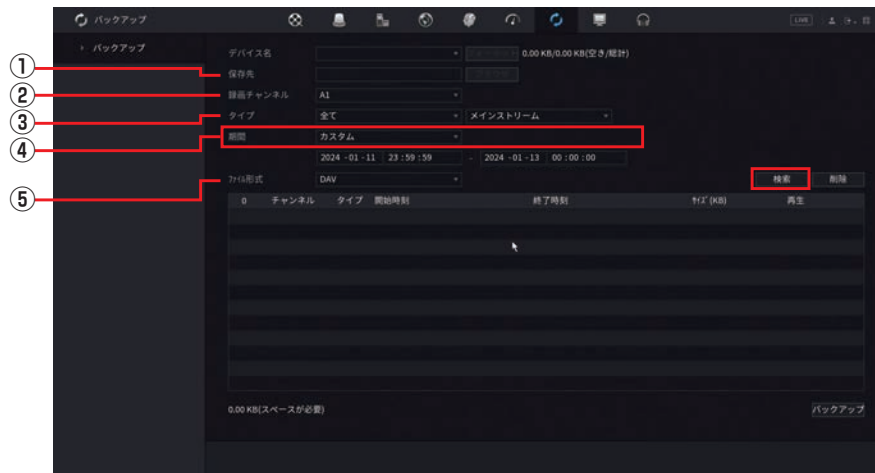 バックアップ LIVE
バックアップ
デバイス名 0.00 KB/0.00 KB(空き/総計)
① 保存先
② 録画チャンネル A1
③ タイプ 全て メインストリーム
④ 期間 カスタム
2024 -01 -11 23 : 59 : 59 - 2024 -01 -13 00 : 00 : 00
⑤ ファイル形式 DAV 検索 削除
0 チャンネル タイプ 開始時刻 終了時刻 サイズ (KB) 再生
0.00 KB(スペースが必要) バックアップ